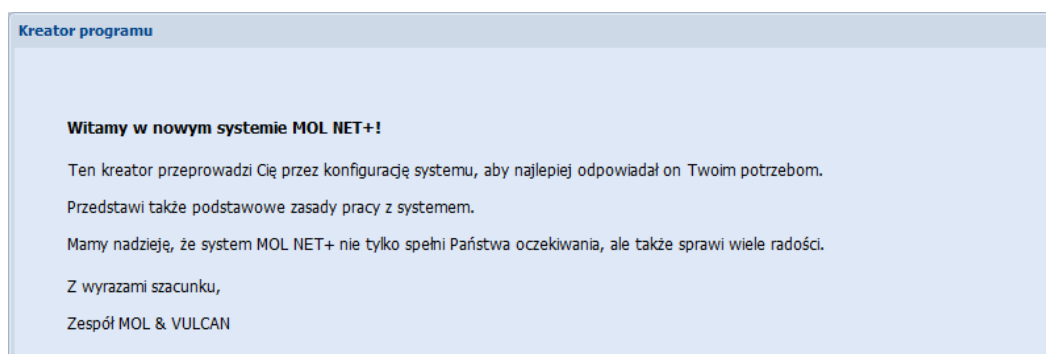 Kreator programu
Witamy w nowym systemie MOL NET+!
Ten kreator przeprowadzi Cię przez konfigurację systemu, aby najlepiej odpowiadał on Twoim potrzebom.
Przedstawi także podstawowe zasady pracy z systemem.
Mamy nadzieję, że system MOL NET+ nie tylko spełni Państwa oczekiwania, ale także sprawi wiele radości.
Z wyrazami szacunku,
Zespół MOL & VULCAN